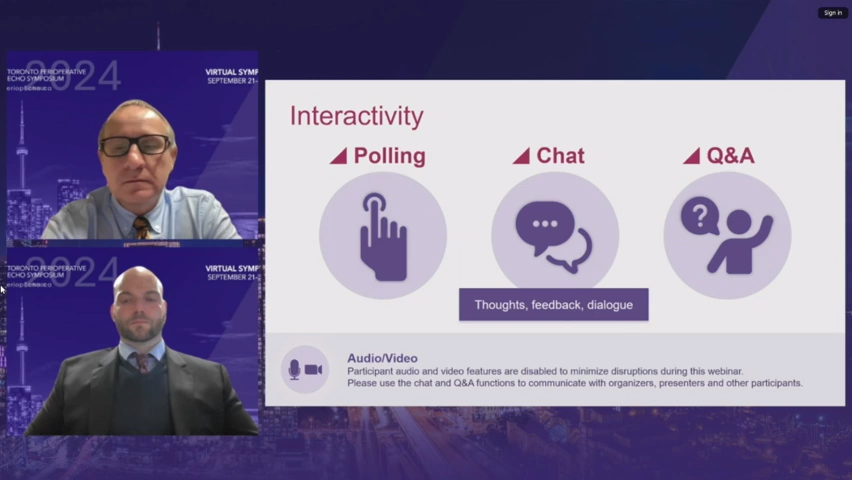 Sign in
2024
TORONTO PERIOPERATIVE
ECHO SYMPOSIUM
VIRTUAL SYMP
SEPTEMBER 21-
Interactivity
Polling
Chat
Q&A
?
Thoughts, feedback, dialogue
Audio/Video
Participant audio and video features are disabled to minimize disruptions during this webinar.
Please use the chat and Q&A functions to communicate with organizers, presenters and other participants.
2024
TORONTO PERIOPERATIVE
ECHO SYMPOSIUM
VIRTUAL SYMP
SEPTEMBER 21-